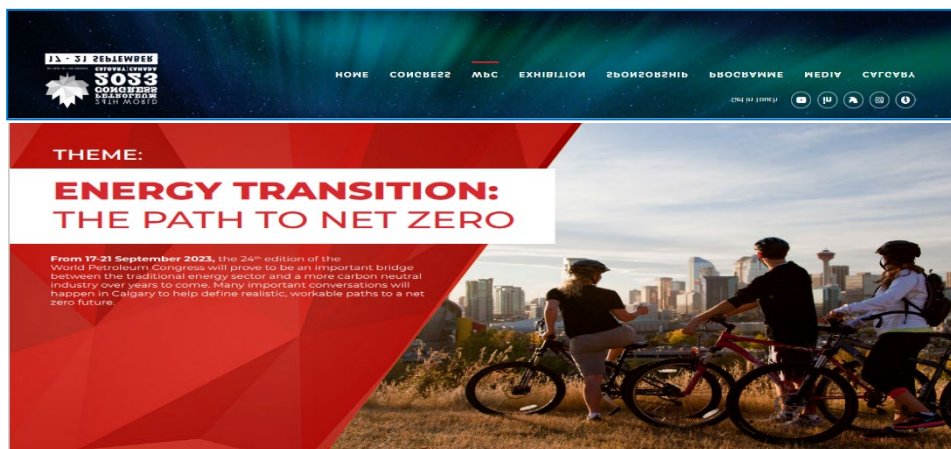 24TH WORLD
PETROLEUM
CONGRESS
2023
CALGARY | CANADA
17 - 21 SEPTEMBER
Get in Touch
HOME CONGRESS WPC EXHIBITION SPONSORSHIP PROGRAMME MEDIA CALGARY
THEME:
ENERGY TRANSITION:
THE PATH TO NET ZERO
From 17-21 September 2023, the 24th edition of the
World Petroleum Congress will prove to be an important bridge
between the traditional energy sector and a more carbon neutral
industry over years to come. Many important conversations will
happen in Calgary to help define realistic, workable paths to a net
zero future.